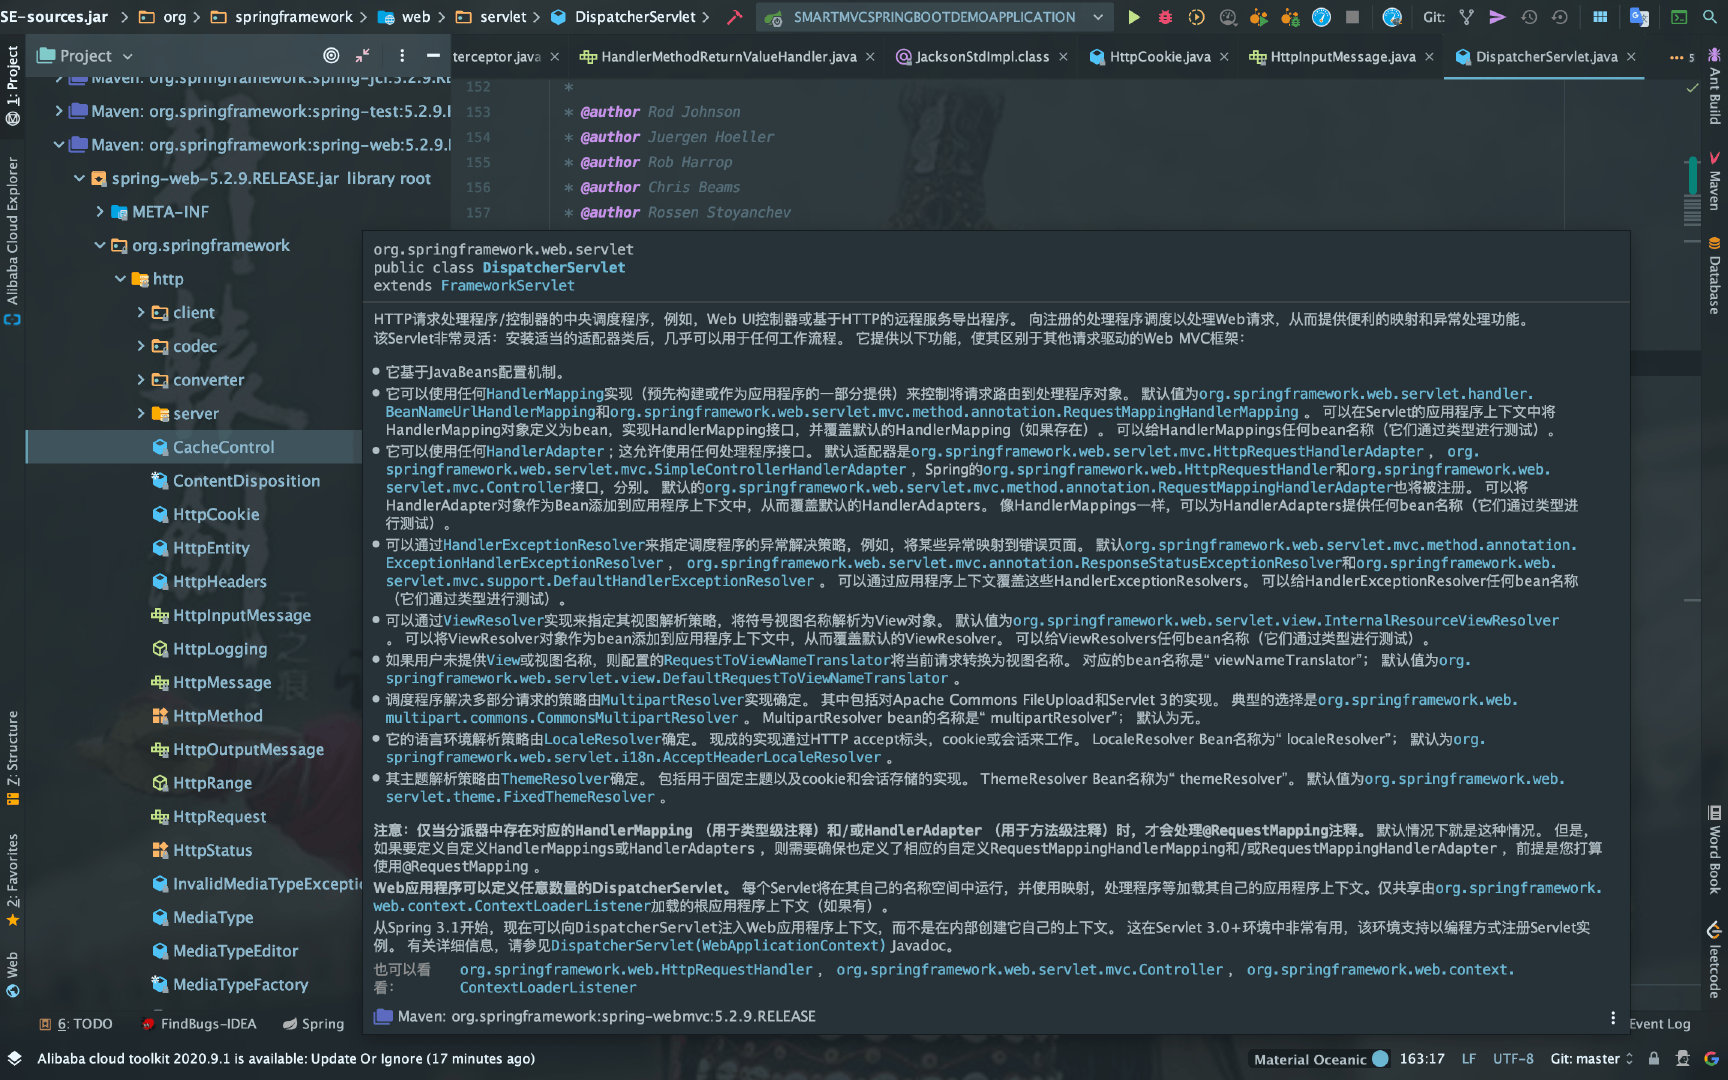 SE-sources.jar org springframework web servlet DispatcherServlet SMARTMVCSPRINGBOOTDEMOAPPLICATION Git:
Project
terceptor.java HandlerMethodReturnValueHandler.java JacksonStdImpl.class HttpCookie.java HttpInputMessage.java DispatcherServlet.java 5
1: Project
Alibaba Cloud Explorer
Z: Structure
2: Favorites
Web
Maven: org.springframework:spring-jcl:5.2.9.RE
Maven: org.springframework:spring-test:5.2.9.
Maven: org.springframework:spring-web:5.2.9.
spring-web-5.2.9.RELEASE.jar library root
META-INF
org.springframework
http
client
codec
converter
server
CacheControl
ContentDisposition
HttpCookie
HttpEntity
HttpHeaders
HttpInputMessage
HttpLogging
HttpMessage
HttpMethod
HttpOutputMessage
HttpRange
HttpRequest
HttpStatus
InvalidMediaTypeExceptio
MediaType
MediaTypeEditor
MediaTypeFactory
152 *
153 * @author Rod Johnson
154 * @author Juergen Hoeller
155 * @author Rob Harrop
156 * @author Chris Beams
157 * @author Rossen Stoyanchev
org.springframework.web.servlet
public class DispatcherServlet
extends FrameworkServlet
HTTP请求处理程序/控制器的中央调度程序，例如，Web UI控制器或基于HTTP的远程服务导出程序。 向注册的处理程序调度以处理Web请求，从而提供便利的映射和异常处理功能。
该Servlet非常灵活：安装适当的适配器类后，几乎可以用于任何工作流程。 它提供以下功能，使其区别于其他请求驱动的Web MVC框架：
● 它基于JavaBeans配置机制。
● 它可以使用任何HandlerMapping实现（预先构建或作为应用程序的一部分提供）来控制将请求路由到处理程序对象。 默认值为org.springframework.web.servlet.handler.
BeanNameUrlHandlerMapping和org.springframework.web.servlet.mvc.method.annotation.RequestMappingHandlerMapping 。 可以在Servlet的应用程序上下文中将
HandlerMapping对象定义为bean，实现HandlerMapping接口，并覆盖默认的HandlerMapping（如果存在）。 可以给HandlerMappings任何bean名称（它们通过类型进行测试）。
● 它可以使用任何HandlerAdapter ; 这允许使用任何处理程序接口。 默认适配器是org.springframework.web.servlet.mvc.HttpRequestHandlerAdapter ， org.
springframework.web.servlet.mvc.SimpleControllerHandlerAdapter ，Spring的org.springframework.web.HttpRequestHandler和org.springframework.web.
servlet.mvc.Controller接口，分别。 默认的org.springframework.web.servlet.mvc.method.annotation.RequestMappingHandlerAdapter也将被注册。 可以将
HandlerAdapter对象作为Bean添加到应用程序上下文中，从而覆盖默认的HandlerAdapters。 像HandlerMappings一样，可以为HandlerAdapters提供任何bean名称（它们通过类型进
行测试）。
● 可以通过HandlerExceptionResolver来指定调度程序的异常解决策略，例如，将某些异常映射到错误页面。 默认org.springframework.web.servlet.mvc.method.annotation.
ExceptionHandlerExceptionResolver ， org.springframework.web.servlet.mvc.annotation.ResponseStatusExceptionResolver和org.springframework.web.
servlet.mvc.support.DefaultHandlerExceptionResolver 。 可以通过应用程序上下文覆盖这些HandlerExceptionResolvers。 可以给HandlerExceptionResolver任何bean名称
（它们通过类型进行测试）。
● 可以通过ViewResolver实现来指定其视图解析策略，将符号视图名称解析为View对象。 默认值为org.springframework.web.servlet.view.InternalResourceViewResolver
。 可以将ViewResolver对象作为bean添加到应用程序上下文中，从而覆盖默认的ViewResolver。 可以给ViewResolvers任何bean名称（它们通过类型进行测试）。
● 如果用户未提供View或视图名称，则配置的RequestToViewNameTranslator将当前请求转换为视图名称。 对应的bean名称是“ viewNameTranslator”； 默认值为org.
springframework.web.servlet.view.DefaultRequestToViewNameTranslator 。
● 调度程序解决多部分请求的策略由MultipartResolver实现确定。 其中包括对Apache Commons FileUpload和Servlet 3的实现。 典型的选择是org.springframework.web.
multipart.commons.CommonsMultipartResolver 。 MultipartResolver bean的名称是“ multipartResolver”； 默认为无。
● 它的语言环境解析策略由LocaleResolver确定。 现成的实现通过HTTP accept标头，cookie或会话来工作。 LocaleResolver Bean名称为“ localeResolver”； 默认为org.
springframework.web.servlet.i18n.AcceptHeaderLocaleResolver 。
● 其主题解析策略由ThemeResolver确定。 包括用于固定主题以及cookie和会话存储的实现。 ThemeResolver Bean名称为“ themeResolver”。 默认值为org.springframework.web.
servlet.theme.FixedThemeResolver 。
注意：仅当分派器中存在对应的HandlerMapping （用于类型级注释）和/或HandlerAdapter （用于方法级注释）时，才会处理@RequestMapping注释。 默认情况下就是这种情况。 但是，
如果要定义自定义HandlerMappings或HandlerAdapters ，则需要确保也定义了相应的自定义RequestMappingHandlerMapping和/或RequestMappingHandlerAdapter ，前提是您打算
使用@RequestMapping 。
Web应用程序可以定义任意数量的DispatcherServlet。 每个Servlet将在其自己的名称空间中运行，并使用映射，处理程序等加载其自己的应用程序上下文。仅共享由org.springframework.
web.context.ContextLoaderListener加载的根应用程序上下文（如果有）。
从Spring 3.1开始，现在可以向DispatcherServlet注入Web应用程序上下文，而不是在内部创建它自己的上下文。 这在Servlet 3.0+环境中非常有用，该环境支持以编程方式注册Servlet实
例。 有关详细信息，请参见DispatcherServlet(WebApplicationContext) Javadoc。
也可以看看： org.springframework.web.HttpRequestHandler ， org.springframework.web.servlet.mvc.Controller ， org.springframework.web.context.
ContextLoaderListener
Maven: org.springframework:spring-webmvc:5.2.9.RELEASE
Ant Build
Maven
Database
Word Book
leetcode
6: TODO FindBugs-IDEA Spring Event Log
Alibaba cloud toolkit 2020.9.1 is available: Update Or Ignore (17 minutes ago) Material Oceanic 163:17 LF UTF-8 Git: master